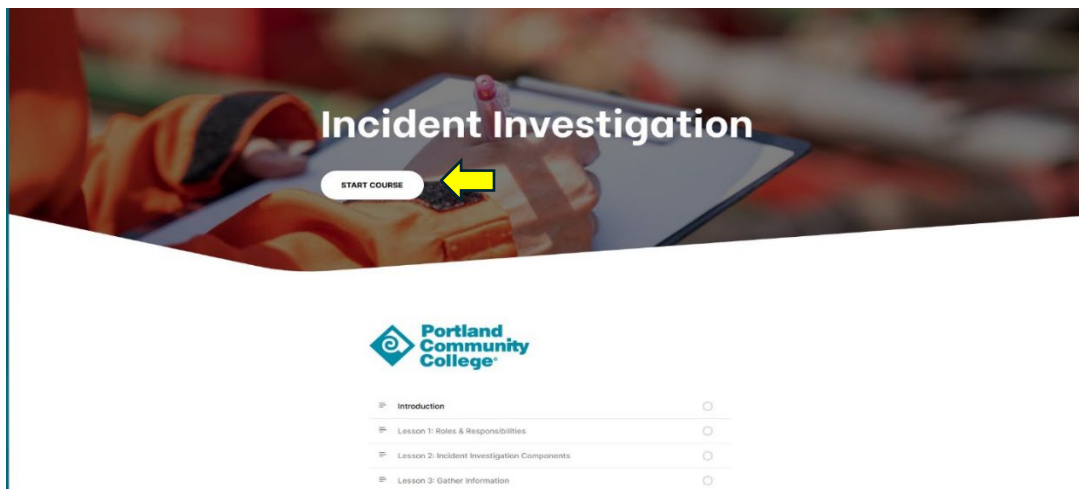 Incident Investigation
START COURSE
Portland
Community
College®
Introduction
Lesson 1: Roles & Responsibilities
Lesson 2: Incident Investigation Components
Lesson 3: Gather Information